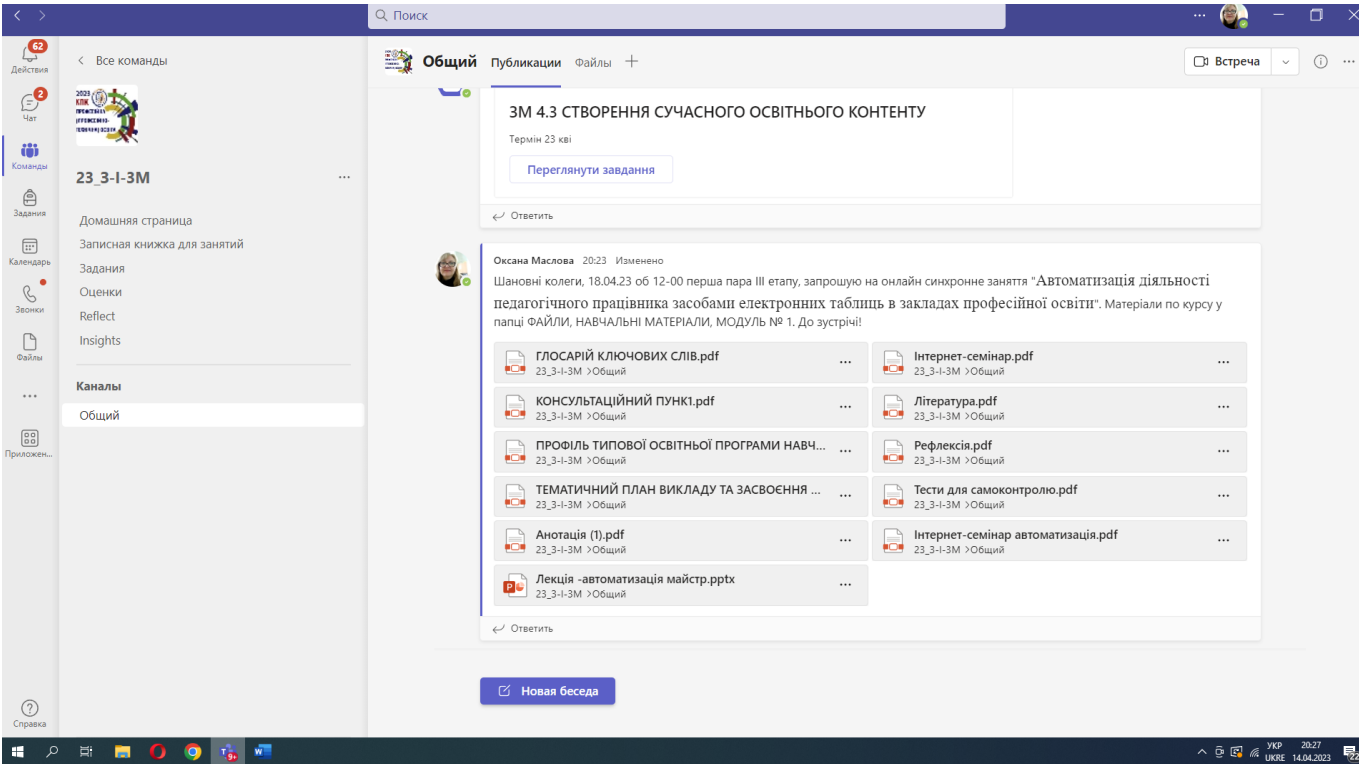 Поиск
62
Действия
2
Чат
Команды
Задания
Календарь
Звонки
Файлы
Приложен...
Справка
Все команды
2023
КПК
23_3-І-3М
Домашняя страница
Записная книжка для занятий
Задания
Оценки
Reflect
Insights
Каналы
Общий
Общий Публикации Файлы
Встреча
ЗМ 4.3 СТВОРЕННЯ СУЧАСНОГО ОСВІТНЬОГО КОНТЕНТУ
Термін 23 кві
Переглянути завдання
Ответить
Оксана Маслова 20:23 Изменено
Шановні колеги, 18.04.23 об 12-00 перша пара ІІІ етапу, запрошую на онлайн синхронне заняття "Автоматизація діяльності
педагогічного працівника засобами електронних таблиць в закладах професійної освіти". Матеріали по курсу у
папці ФАЙЛИ, НАВЧАЛЬНІ МАТЕРІАЛИ, МОДУЛЬ № 1. До зустрічі!
ГЛОСАРІЙ КЛЮЧОВИХ СЛІВ.pdf
23_3-І-3М >Общий
Інтернет-семінар.pdf
23_3-І-3М >Общий
КОНСУЛЬТАЦІЙНИЙ ПУНК1.pdf
23_3-І-3М >Общий
Література.pdf
23_3-І-3М >Общий
ПРОФІЛЬ ТИПОВОЇ ОСВІТНЬОЇ ПРОГРАМИ НАВЧ...
23_3-І-3М >Общий
Рефлексія.pdf
23_3-І-3М >Общий
ТЕМАТИЧНИЙ ПЛАН ВИКЛАДУ ТА ЗАСВОЄННЯ ...
23_3-І-3М >Общий
Тести для самоконтролю.pdf
23_3-І-3М >Общий
Анотація (1).pdf
23_3-І-3М >Общий
Інтернет-семінар автоматизація.pdf
23_3-І-3М >Общий
Лекція -автоматизація майстр.pptx
23_3-І-3М >Общий
Ответить
Новая беседа
9+
УКР
UKRE
20:27
14.04.2023
22